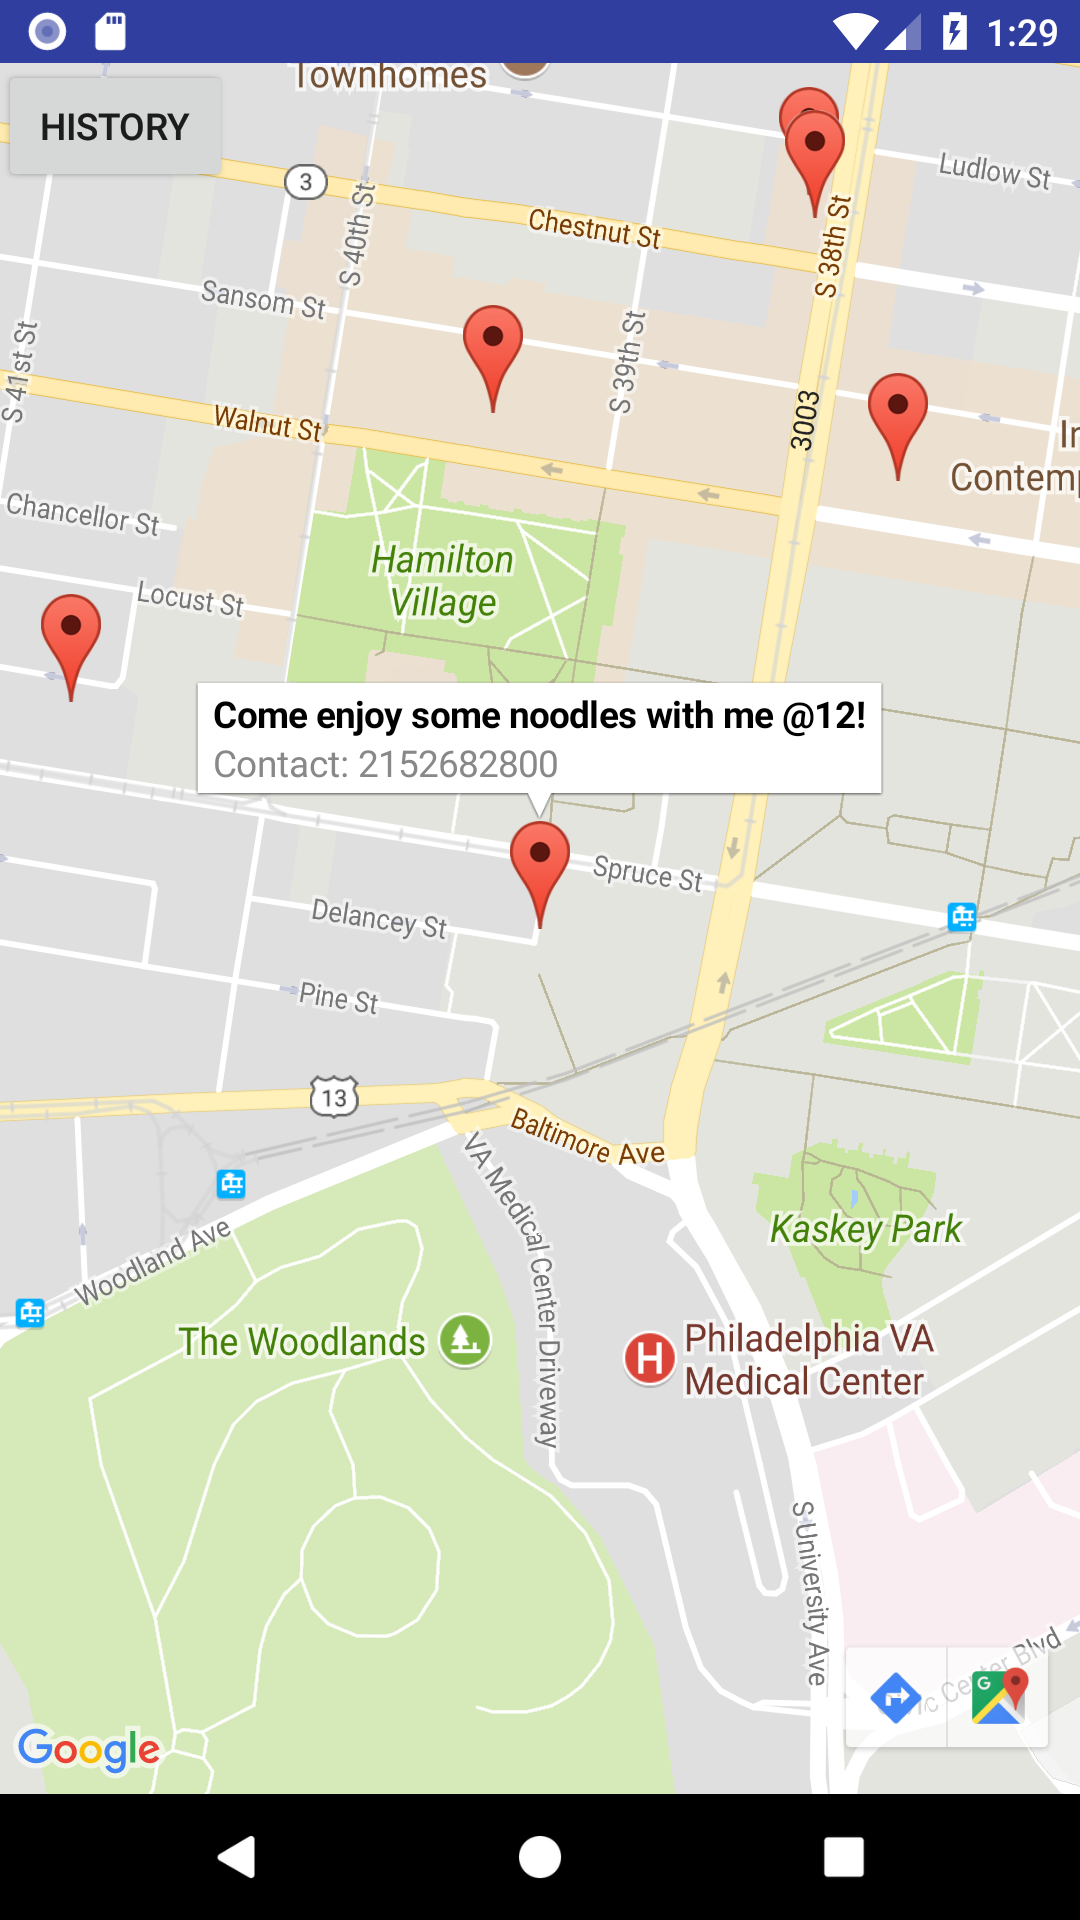 1:29
Townhomes
HISTORY
3
Ludlow St
S 40th St
Chestnut St
S 38th St
Sansom St
S 39th St
S 41st St
3003
Walnut St
Contemp
Chancellor St
Hamilton
Village
Locust St
Come enjoy some noodles with me @12!
Contact: 2152682800
Spruce St
Delancey St
Pine St
13
Baltimore Ave
VA Medical Center Driveway
Kaskey Park
Woodland Ave
The Woodlands
H
Philadelphia VA
Medical Center
S University Ave
Center Blvd
G
Google